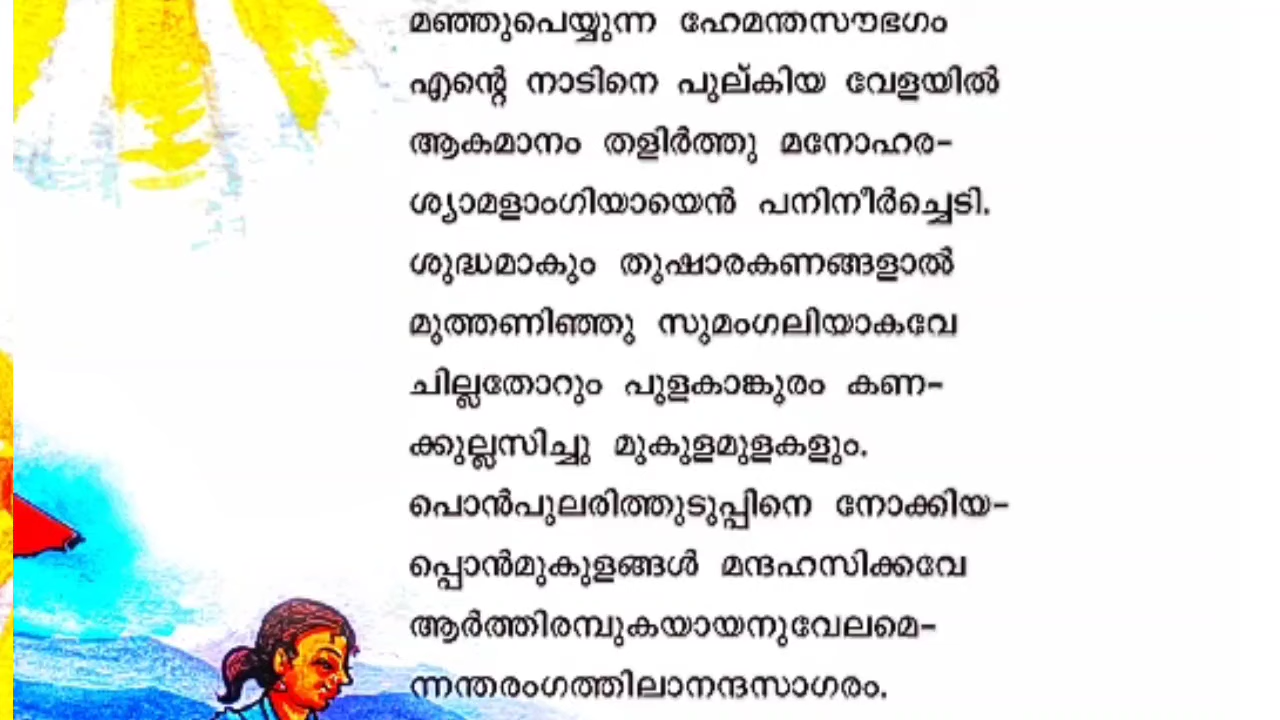 മഞ്ഞുപെയ്യുന്ന ഹേമന്തസൗഭഗം
എന്റെ നാടിനെ പുല്കിയ വേളയിൽ
ആകമാനം തളിർത്തു മനോഹര-
ശ്യാമളാംഗിയായെൻ പനിനീർച്ചെടി.
ശുദ്ധമാകും തുഷാരകണങ്ങളാൽ
മുത്തണിഞ്ഞു സുമംഗലിയാകവേ
ചില്ലതോറും പുളകാങ്കുരം കണ-
ക്കുല്ലസിച്ചു മുകുളമുളകളും.
പൊൻപുലരിത്തുടുപ്പിനെ നോക്കിയ-
പ്പൊൻമുകുളങ്ങൾ മന്ദഹസിക്കവേ
ആർത്തിരമ്പുകയായനുവേലമെ-
ന്നന്തരംഗത്തിലാനന്ദസാഗരം.